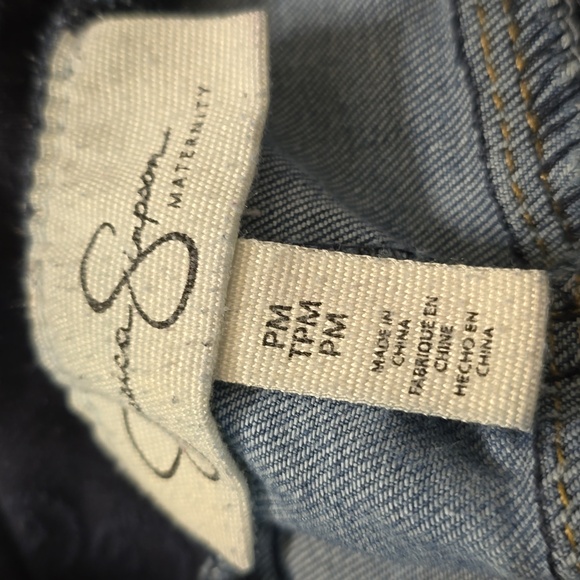 Jessica Simpson
MATERNITY
PM
TPM
PM
MADE IN
CHINA
FABRIQUE EN
CHINE
HECHO EN
CHINA